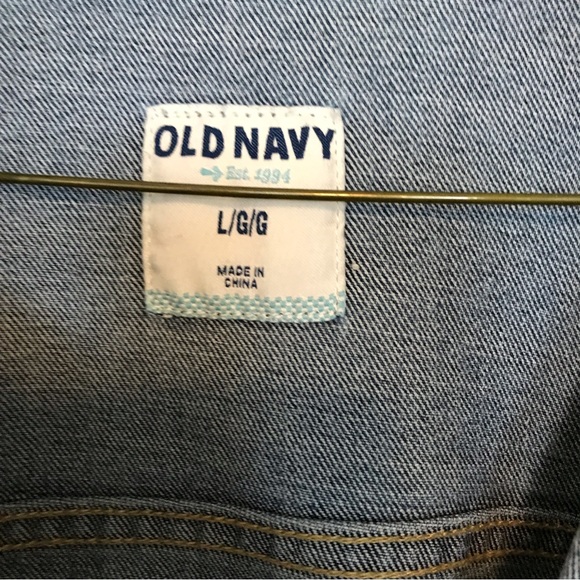 OLD NAVY
Est. 1994
L/G/G
MADE IN
CHINA